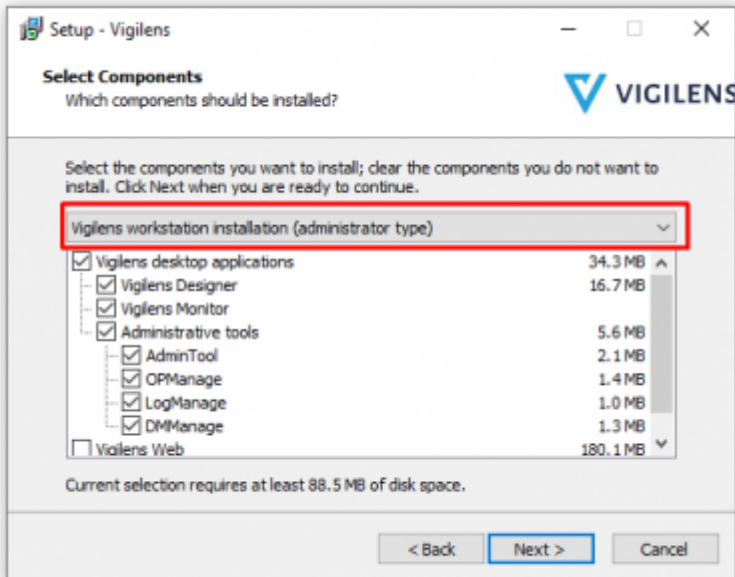 Setup - Vigilens
Select Components
Which components should be installed?
VIGILENS
Select the components you want to install; clear the components you do not want to
install. Click Next when you are ready to continue.
Vigilens workstation installation (administrator type)
Vigilens desktop applications 34.3 MB
Vigilens Designer 16.7 MB
Vigilens Monitor
Administrative tools 5.6 MB
AdminTool 2.1 MB
OPManage 1.4 MB
LogManage 1.0 MB
DMManage 1.3 MB
Vigilens Web 180.1 MB
Current selection requires at least 88.5 MB of disk space.
< Back Next > Cancel